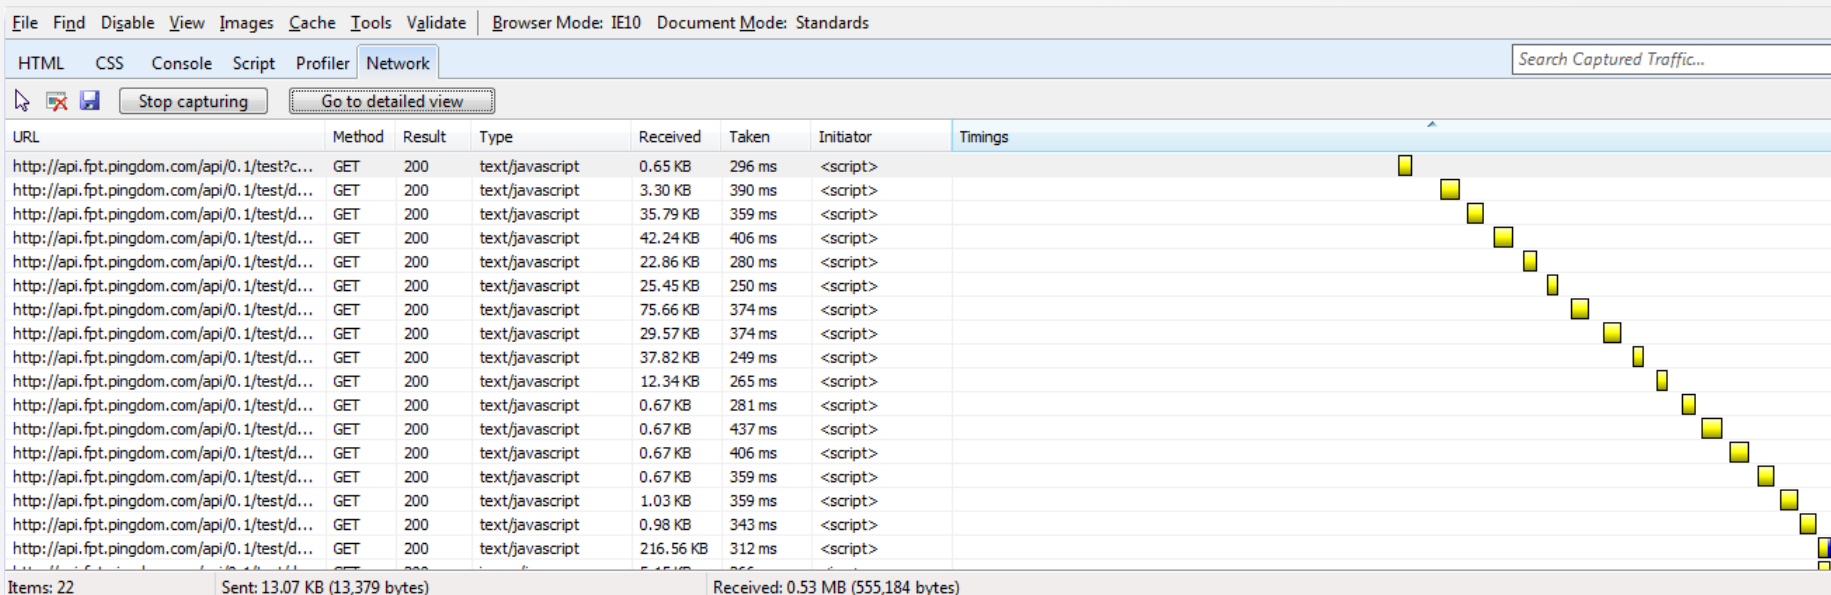 File Find Disable View Images Cache Tools Validate Browser Mode: IE10 Document Mode: Standards
HTML CSS Console Script Profiler Network Search Captured Traffic...
Stop capturing Go to detailed view
URL Method Result Type Received Taken Initiator Timings
http://api.fpt.pingdom.com/api/0.1/test?c... GET 200 text/javascript 0.65 KB 296 ms <script>
http://api.fpt.pingdom.com/api/0.1/test/d... GET 200 text/javascript 3.30 KB 390 ms <script>
http://api.fpt.pingdom.com/api/0.1/test/d... GET 200 text/javascript 35.79 KB 359 ms <script>
http://api.fpt.pingdom.com/api/0.1/test/d... GET 200 text/javascript 42.24 KB 406 ms <script>
http://api.fpt.pingdom.com/api/0.1/test/d... GET 200 text/javascript 22.86 KB 280 ms <script>
http://api.fpt.pingdom.com/api/0.1/test/d... GET 200 text/javascript 25.45 KB 250 ms <script>
http://api.fpt.pingdom.com/api/0.1/test/d... GET 200 text/javascript 75.66 KB 374 ms <script>
http://api.fpt.pingdom.com/api/0.1/test/d... GET 200 text/javascript 29.57 KB 374 ms <script>
http://api.fpt.pingdom.com/api/0.1/test/d... GET 200 text/javascript 37.82 KB 249 ms <script>
http://api.fpt.pingdom.com/api/0.1/test/d... GET 200 text/javascript 12.34 KB 265 ms <script>
http://api.fpt.pingdom.com/api/0.1/test/d... GET 200 text/javascript 0.67 KB 281 ms <script>
http://api.fpt.pingdom.com/api/0.1/test/d... GET 200 text/javascript 0.67 KB 437 ms <script>
http://api.fpt.pingdom.com/api/0.1/test/d... GET 200 text/javascript 0.67 KB 406 ms <script>
http://api.fpt.pingdom.com/api/0.1/test/d... GET 200 text/javascript 0.67 KB 359 ms <script>
http://api.fpt.pingdom.com/api/0.1/test/d... GET 200 text/javascript 1.03 KB 359 ms <script>
http://api.fpt.pingdom.com/api/0.1/test/d... GET 200 text/javascript 0.98 KB 343 ms <script>
http://api.fpt.pingdom.com/api/0.1/test/d... GET 200 text/javascript 216.56 KB 312 ms <script>
Items: 22 Sent: 13.07 KB (13,379 bytes) Received: 0.53 MB (555,184 bytes)